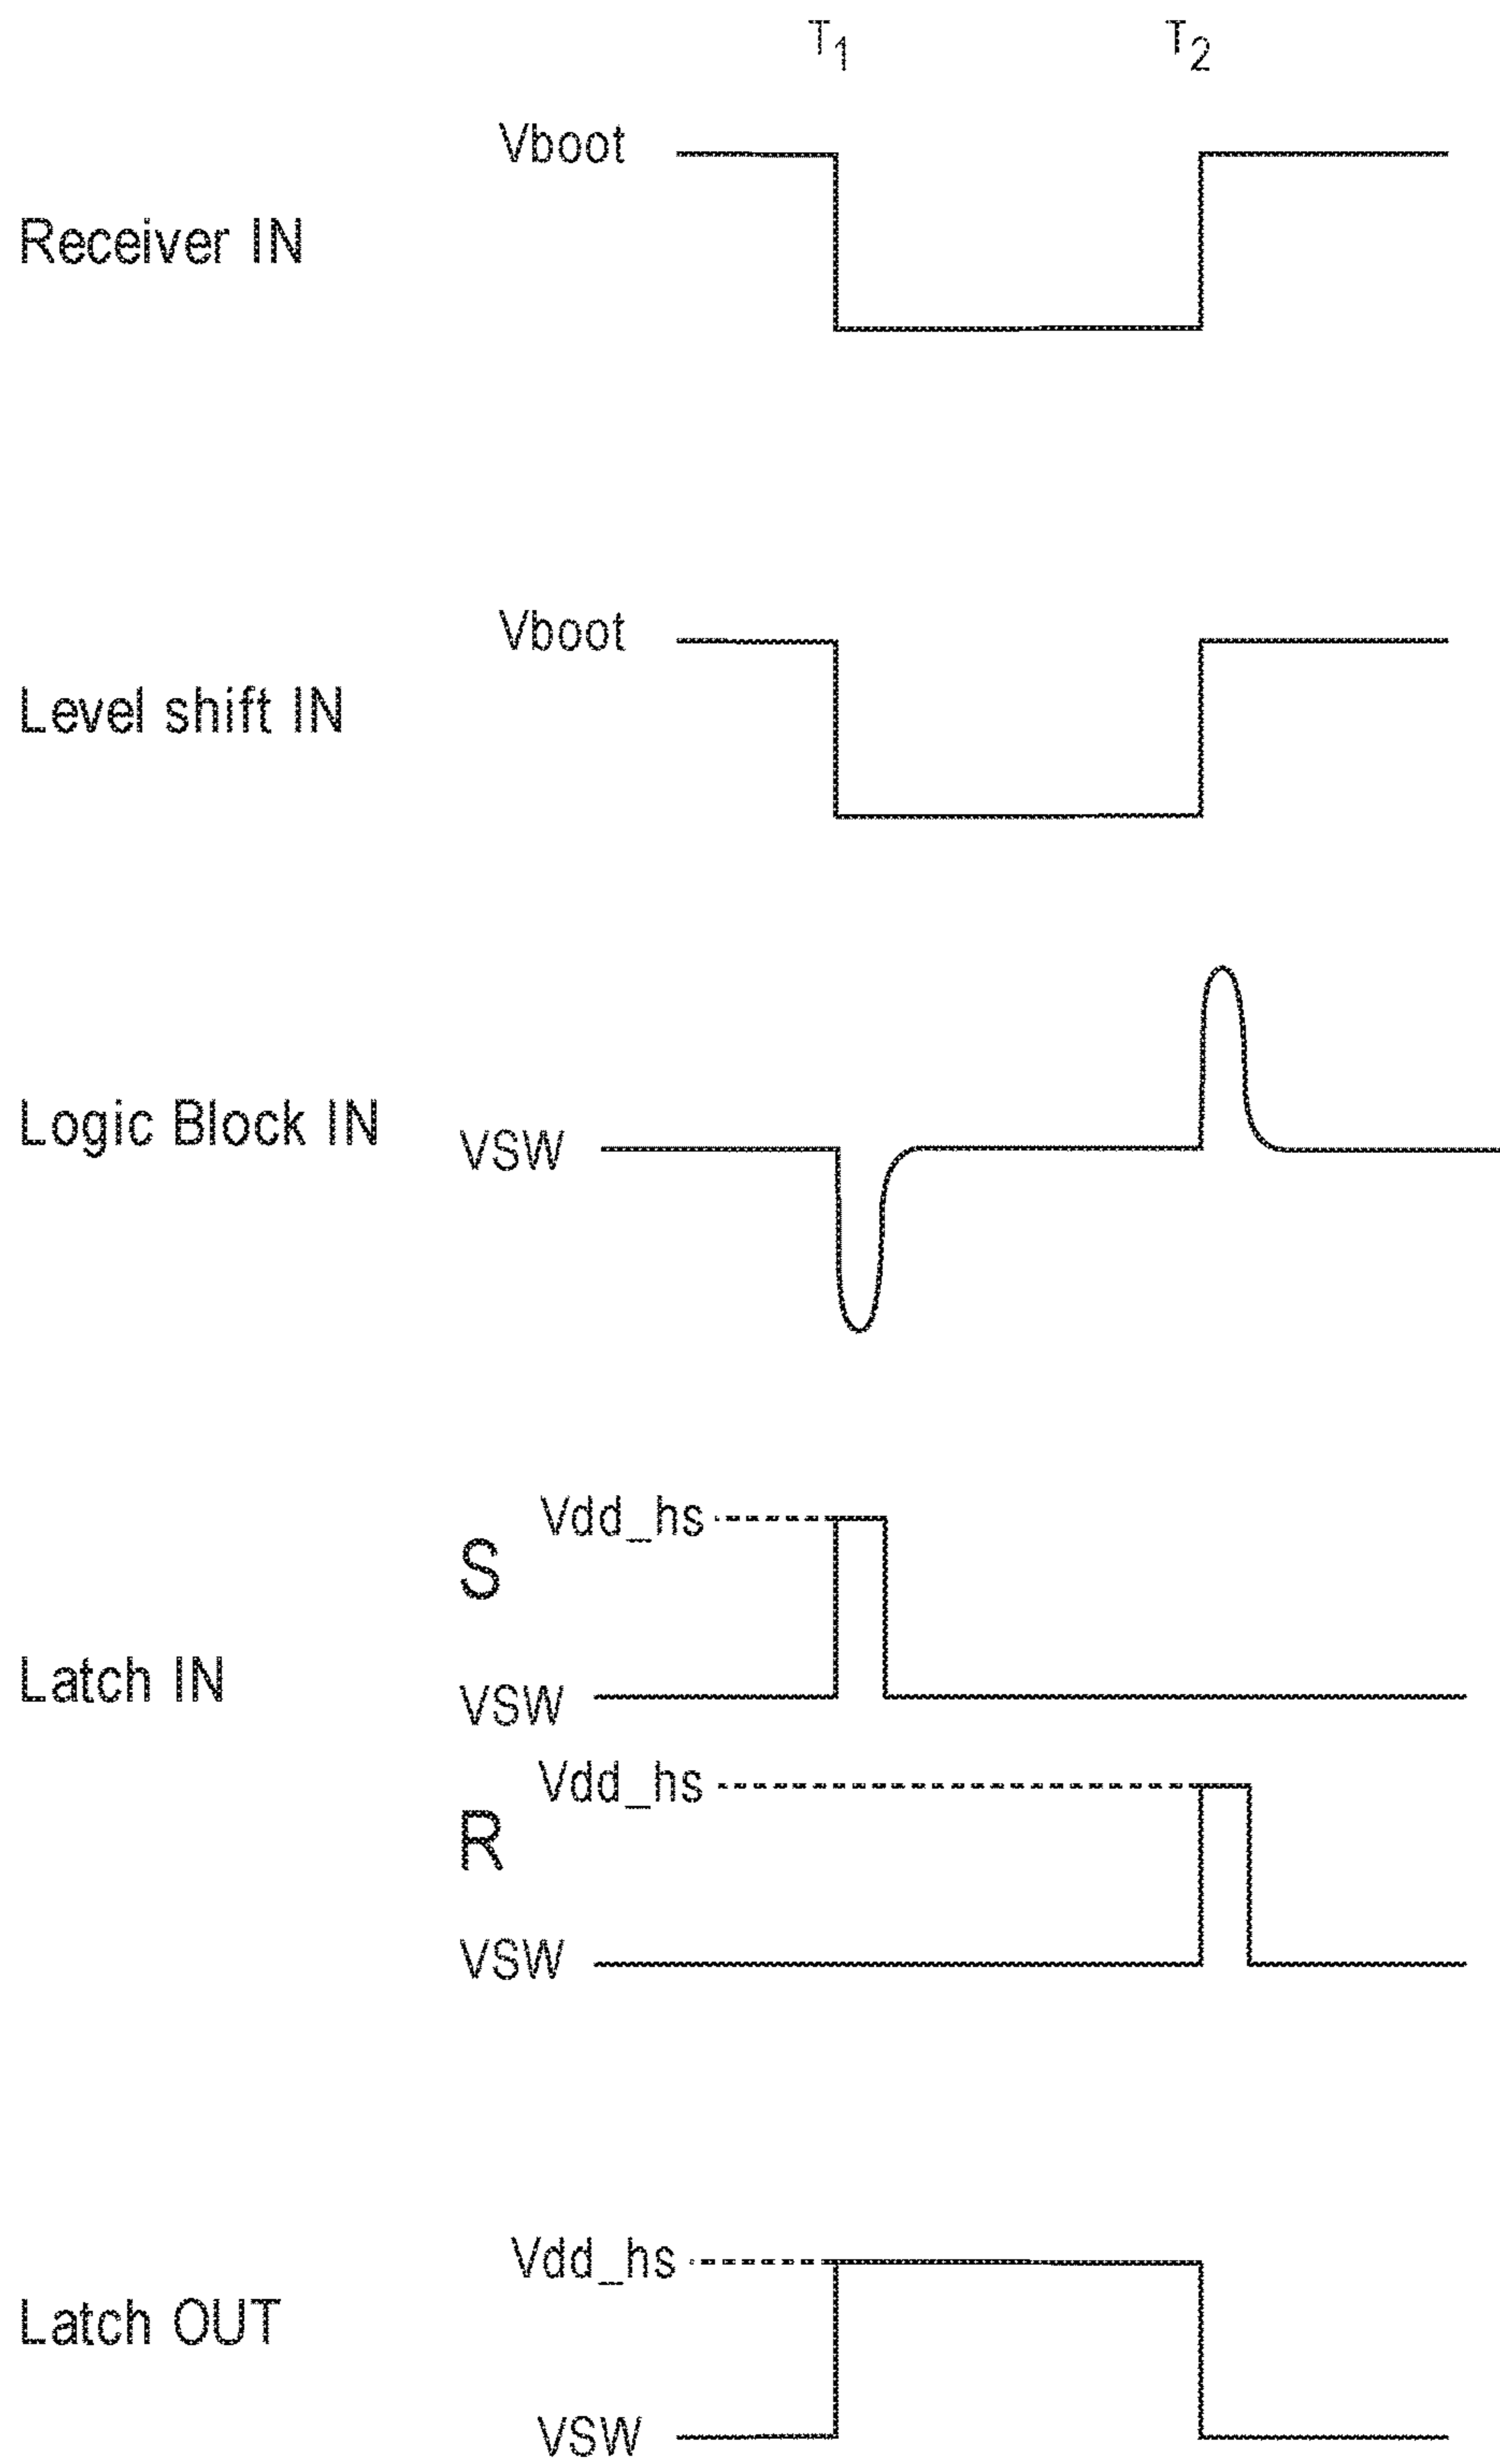 T1 T2
Vboot
Receiver IN
Vboot
Level shift IN
Logic Block IN
VSW
Vdd_hs
S
Latch IN
VSW
Vdd_hs
R
VSW
Vdd_hs
Latch OUT
VSW